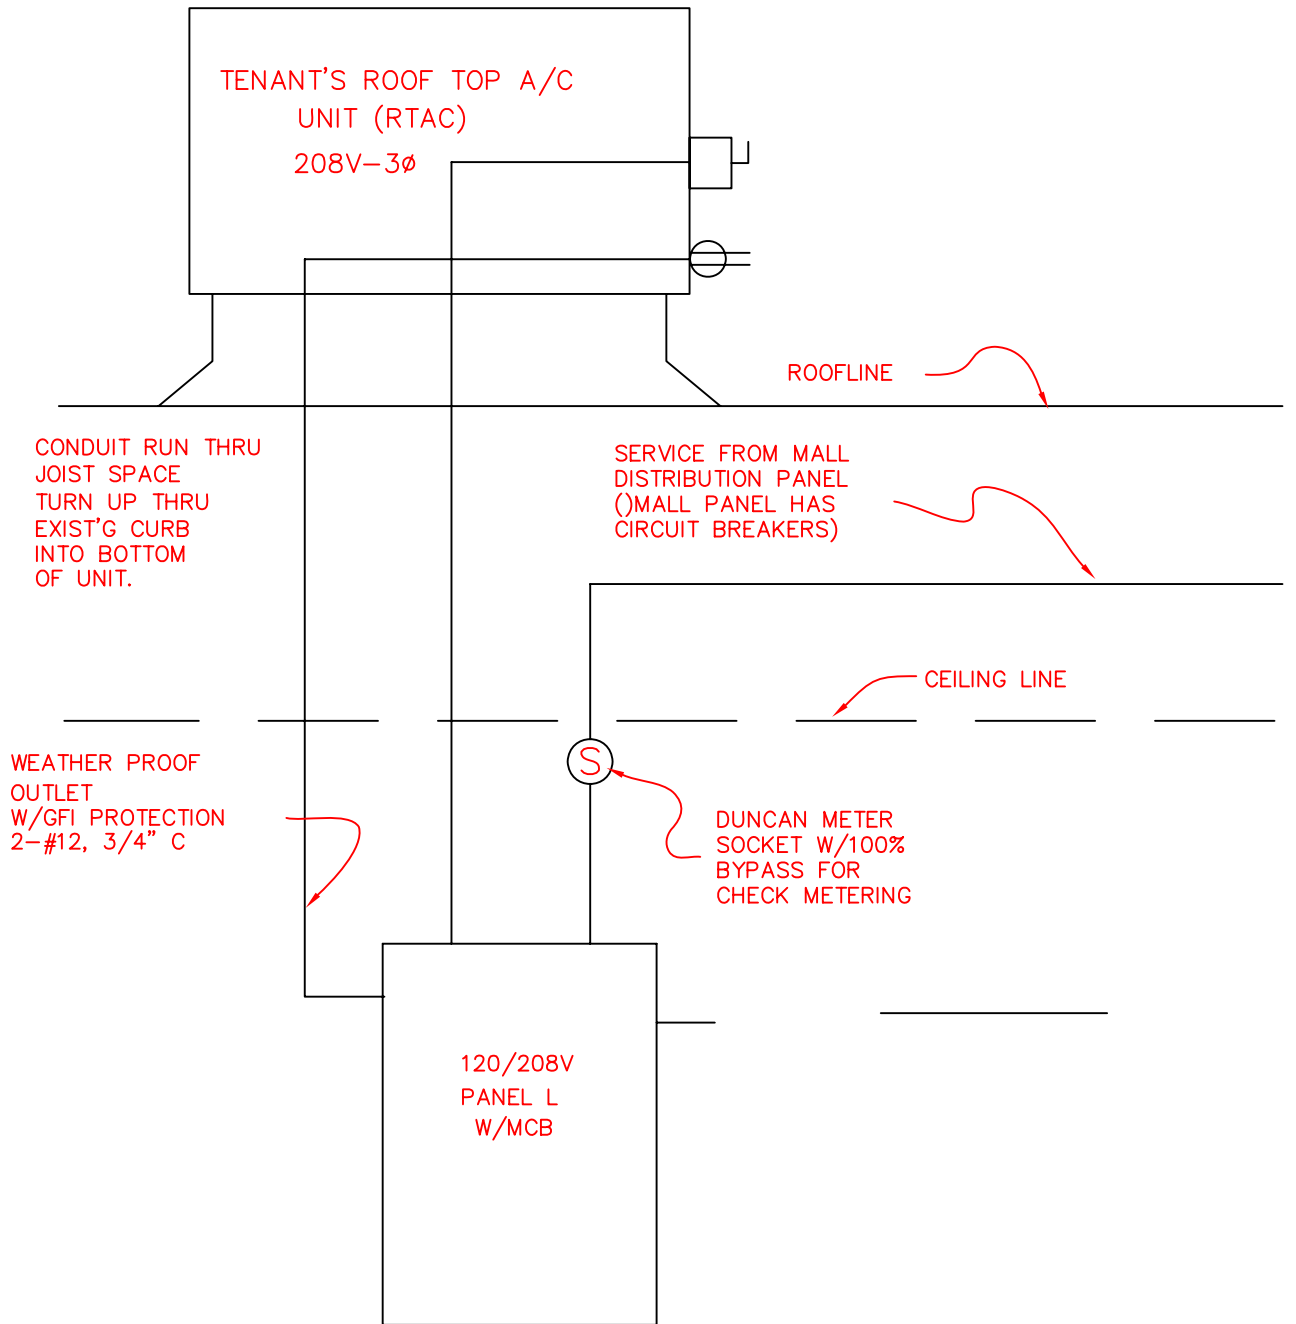 TENANT'S ROOF TOP A/C
UNIT (RTAC)
208V-3ø
ROOFLINE
CONDUIT RUN THRU
JOIST SPACE
TURN UP THRU
EXIST'G CURB
INTO BOTTOM
OF UNIT.
SERVICE FROM MALL
DISTRIBUTION PANEL
()MALL PANEL HAS
CIRCUIT BREAKERS)
CEILING LINE
WEATHER PROOF
OUTLET
W/GFI PROTECTION
2-#12, 3/4" C
S
DUNCAN METER
SOCKET W/100%
BYPASS FOR
CHECK METERING
120/208V
PANEL L
W/MCB